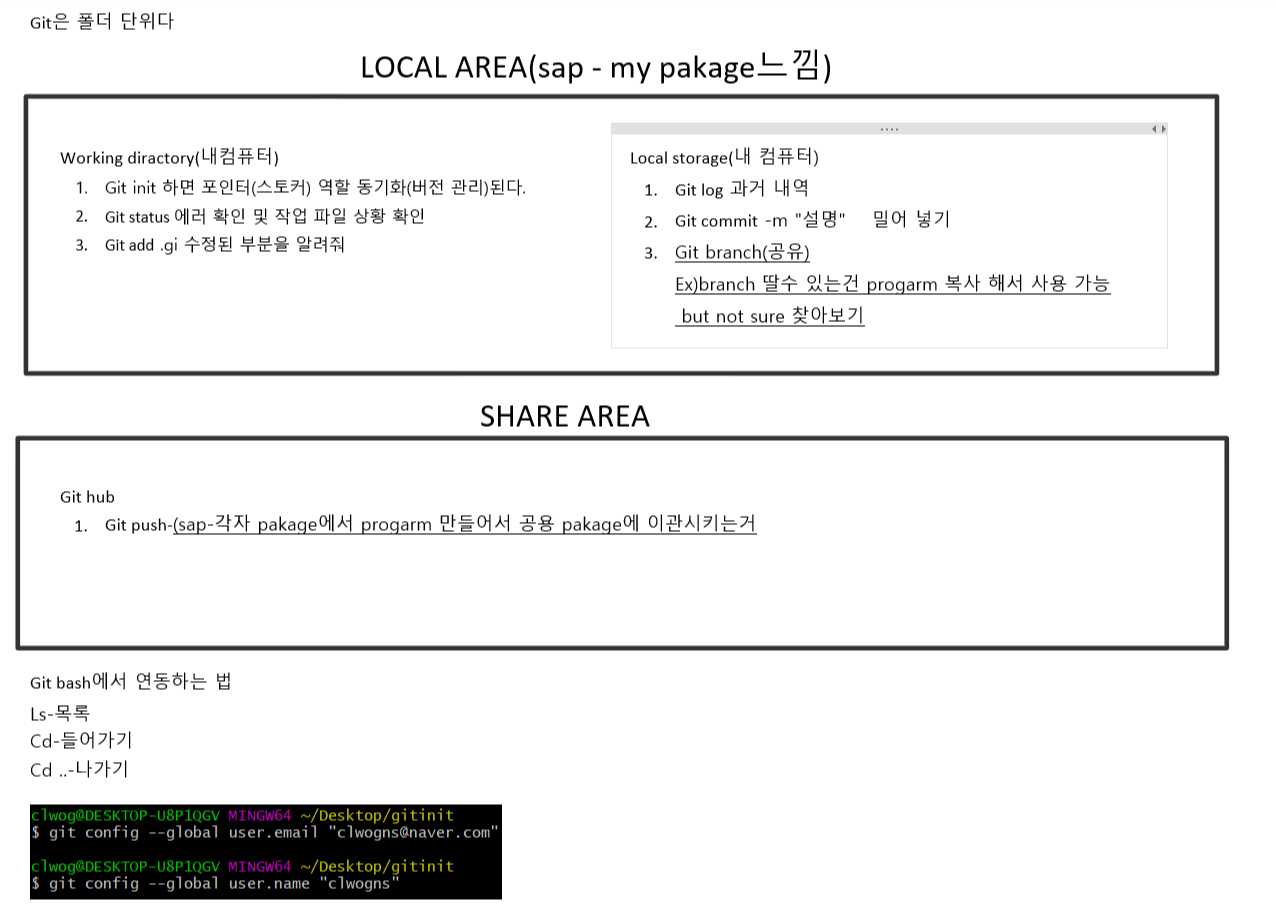 Git은 폴더 단위다
LOCAL AREA(sap - my pakage느낌)
Working diractory(내컴퓨터)
1. Git init 하면 포인터(스토커) 역할 동기화(버전 관리)된다.
2. Git status 에러 확인 및 작업 파일 상황 확인
3. Git add .gi 수정된 부분을 알려줘
Local storage(내 컴퓨터)
1. Git log 과거 내역
2. Git commit -m "설명" 밀어 넣기
3. Git branch(공유)
Ex)branch 딸수 있는건 progarm 복사 해서 사용 가능
but not sure 찾아보기
SHARE AREA
Git hub
1. Git push-(sap-각자 pakage에서 progarm 만들어서 공용 pakage에 이관시키는거
Git bash에서 연동하는 법
Ls-목록
Cd-들어가기
Cd ..-나가기
clwog@DESKTOP-U8P1QGV MINGW64 ~/Desktop/gitinit
$ git config --global user.email "clwogns@naver.com"
clwog@DESKTOP-U8P1QGV MINGW64 ~/Desktop/gitinit
$ git config --global user.name "clwogns"